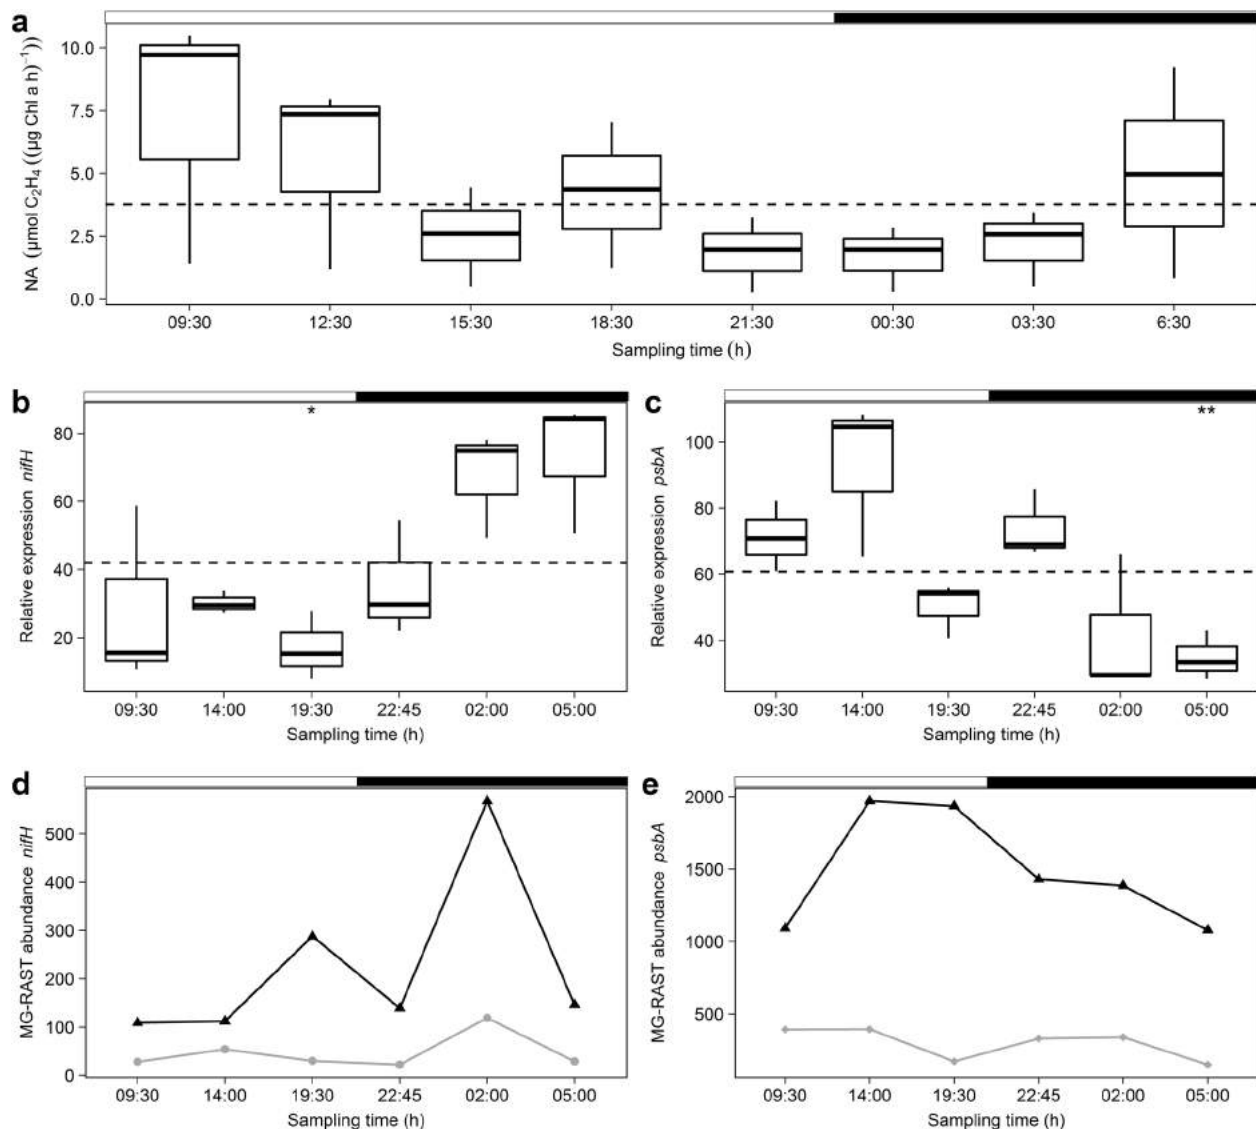 a
NA (μmol C₂H₄ ((μg Chl a h)⁻¹))
10.0
7.5
5.0
2.5
0.0
09:30 12:30 15:30 18:30 21:30 00:30 03:30 6:30
Sampling time (h)
b
Relative expression nifH
*
80
60
40
20
09:30 14:00 19:30 22:45 02:00 05:00
Sampling time (h)
c
Relative expression psbA
**
100
80
60
40
09:30 14:00 19:30 22:45 02:00 05:00
Sampling time (h)
d
MG-RAST abundance nifH
500
400
300
200
100
0
09:30 14:00 19:30 22:45 02:00 05:00
Sampling time (h)
e
MG-RAST abundance psbA
2000
1500
1000
500
09:30 14:00 19:30 22:45 02:00 05:00
Sampling time (h)